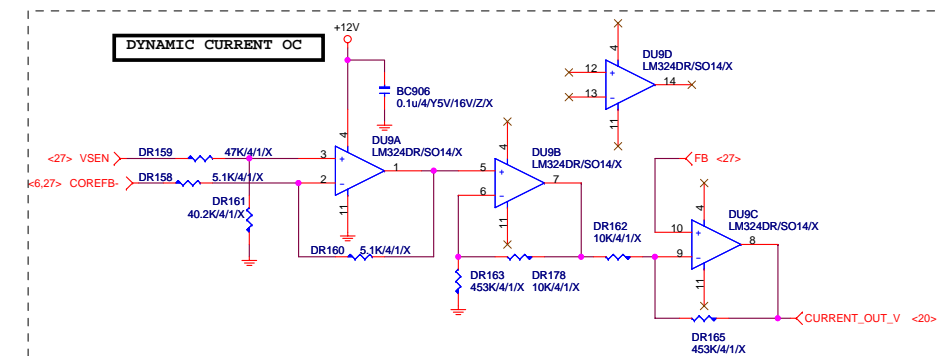 DYNAMIC CURRENT OC
+12V
BC906
0.1u/4/Y5V/16V/Z/X
4
12
13
+
-
14
11
DU9D
LM324DR/SO14/X
<27> VSEN
DR159
47K/4/1/X
<6,27> COREFB-
DR158
5.1K/4/1/X
DR161
40.2K/4/1/X
DU9A
LM324DR/SO14/X
4
3
2
+
-
1
11
DR160
5.1K/4/1/X
DU9B
LM324DR/SO14/X
4
5
6
+
-
7
11
DR163
453K/4/1/X
DR178
10K/4/1/X
DR162
10K/4/1/X
FB <27>
DU9C
LM324DR/SO14/X
4
10
9
+
-
8
11
DR165
453K/4/1/X
CURRENT_OUT_V <20>